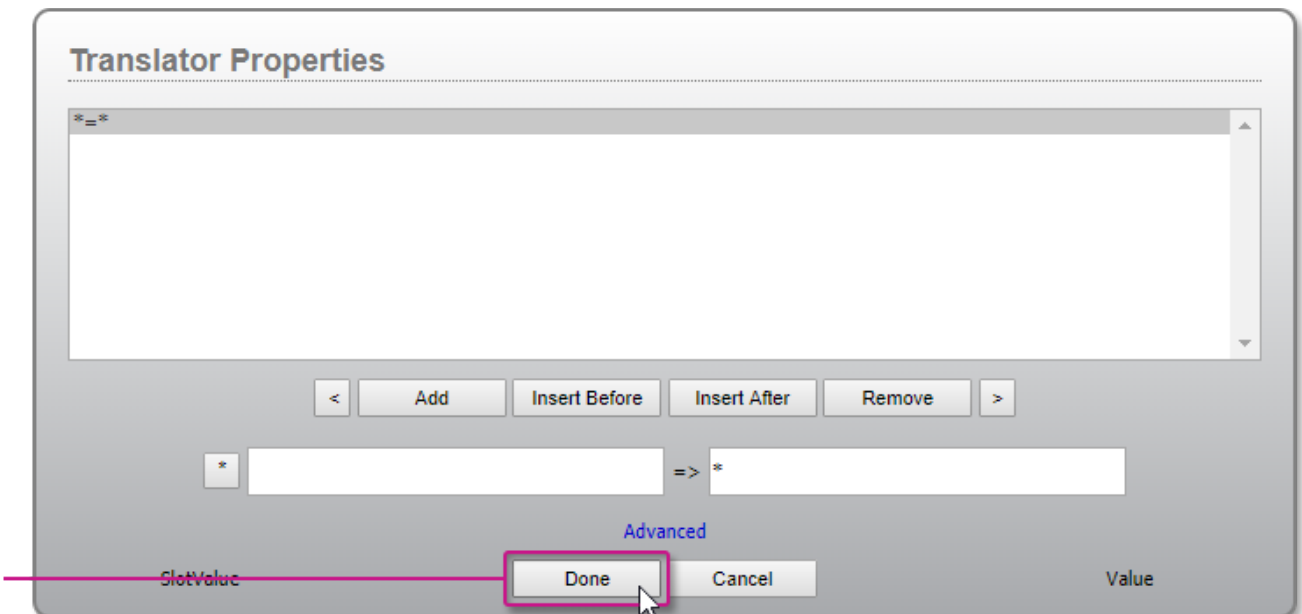 Translator Properties
*=*
< Add Insert Before Insert After Remove >
* => *
Advanced
SlotValue Done Cancel Value